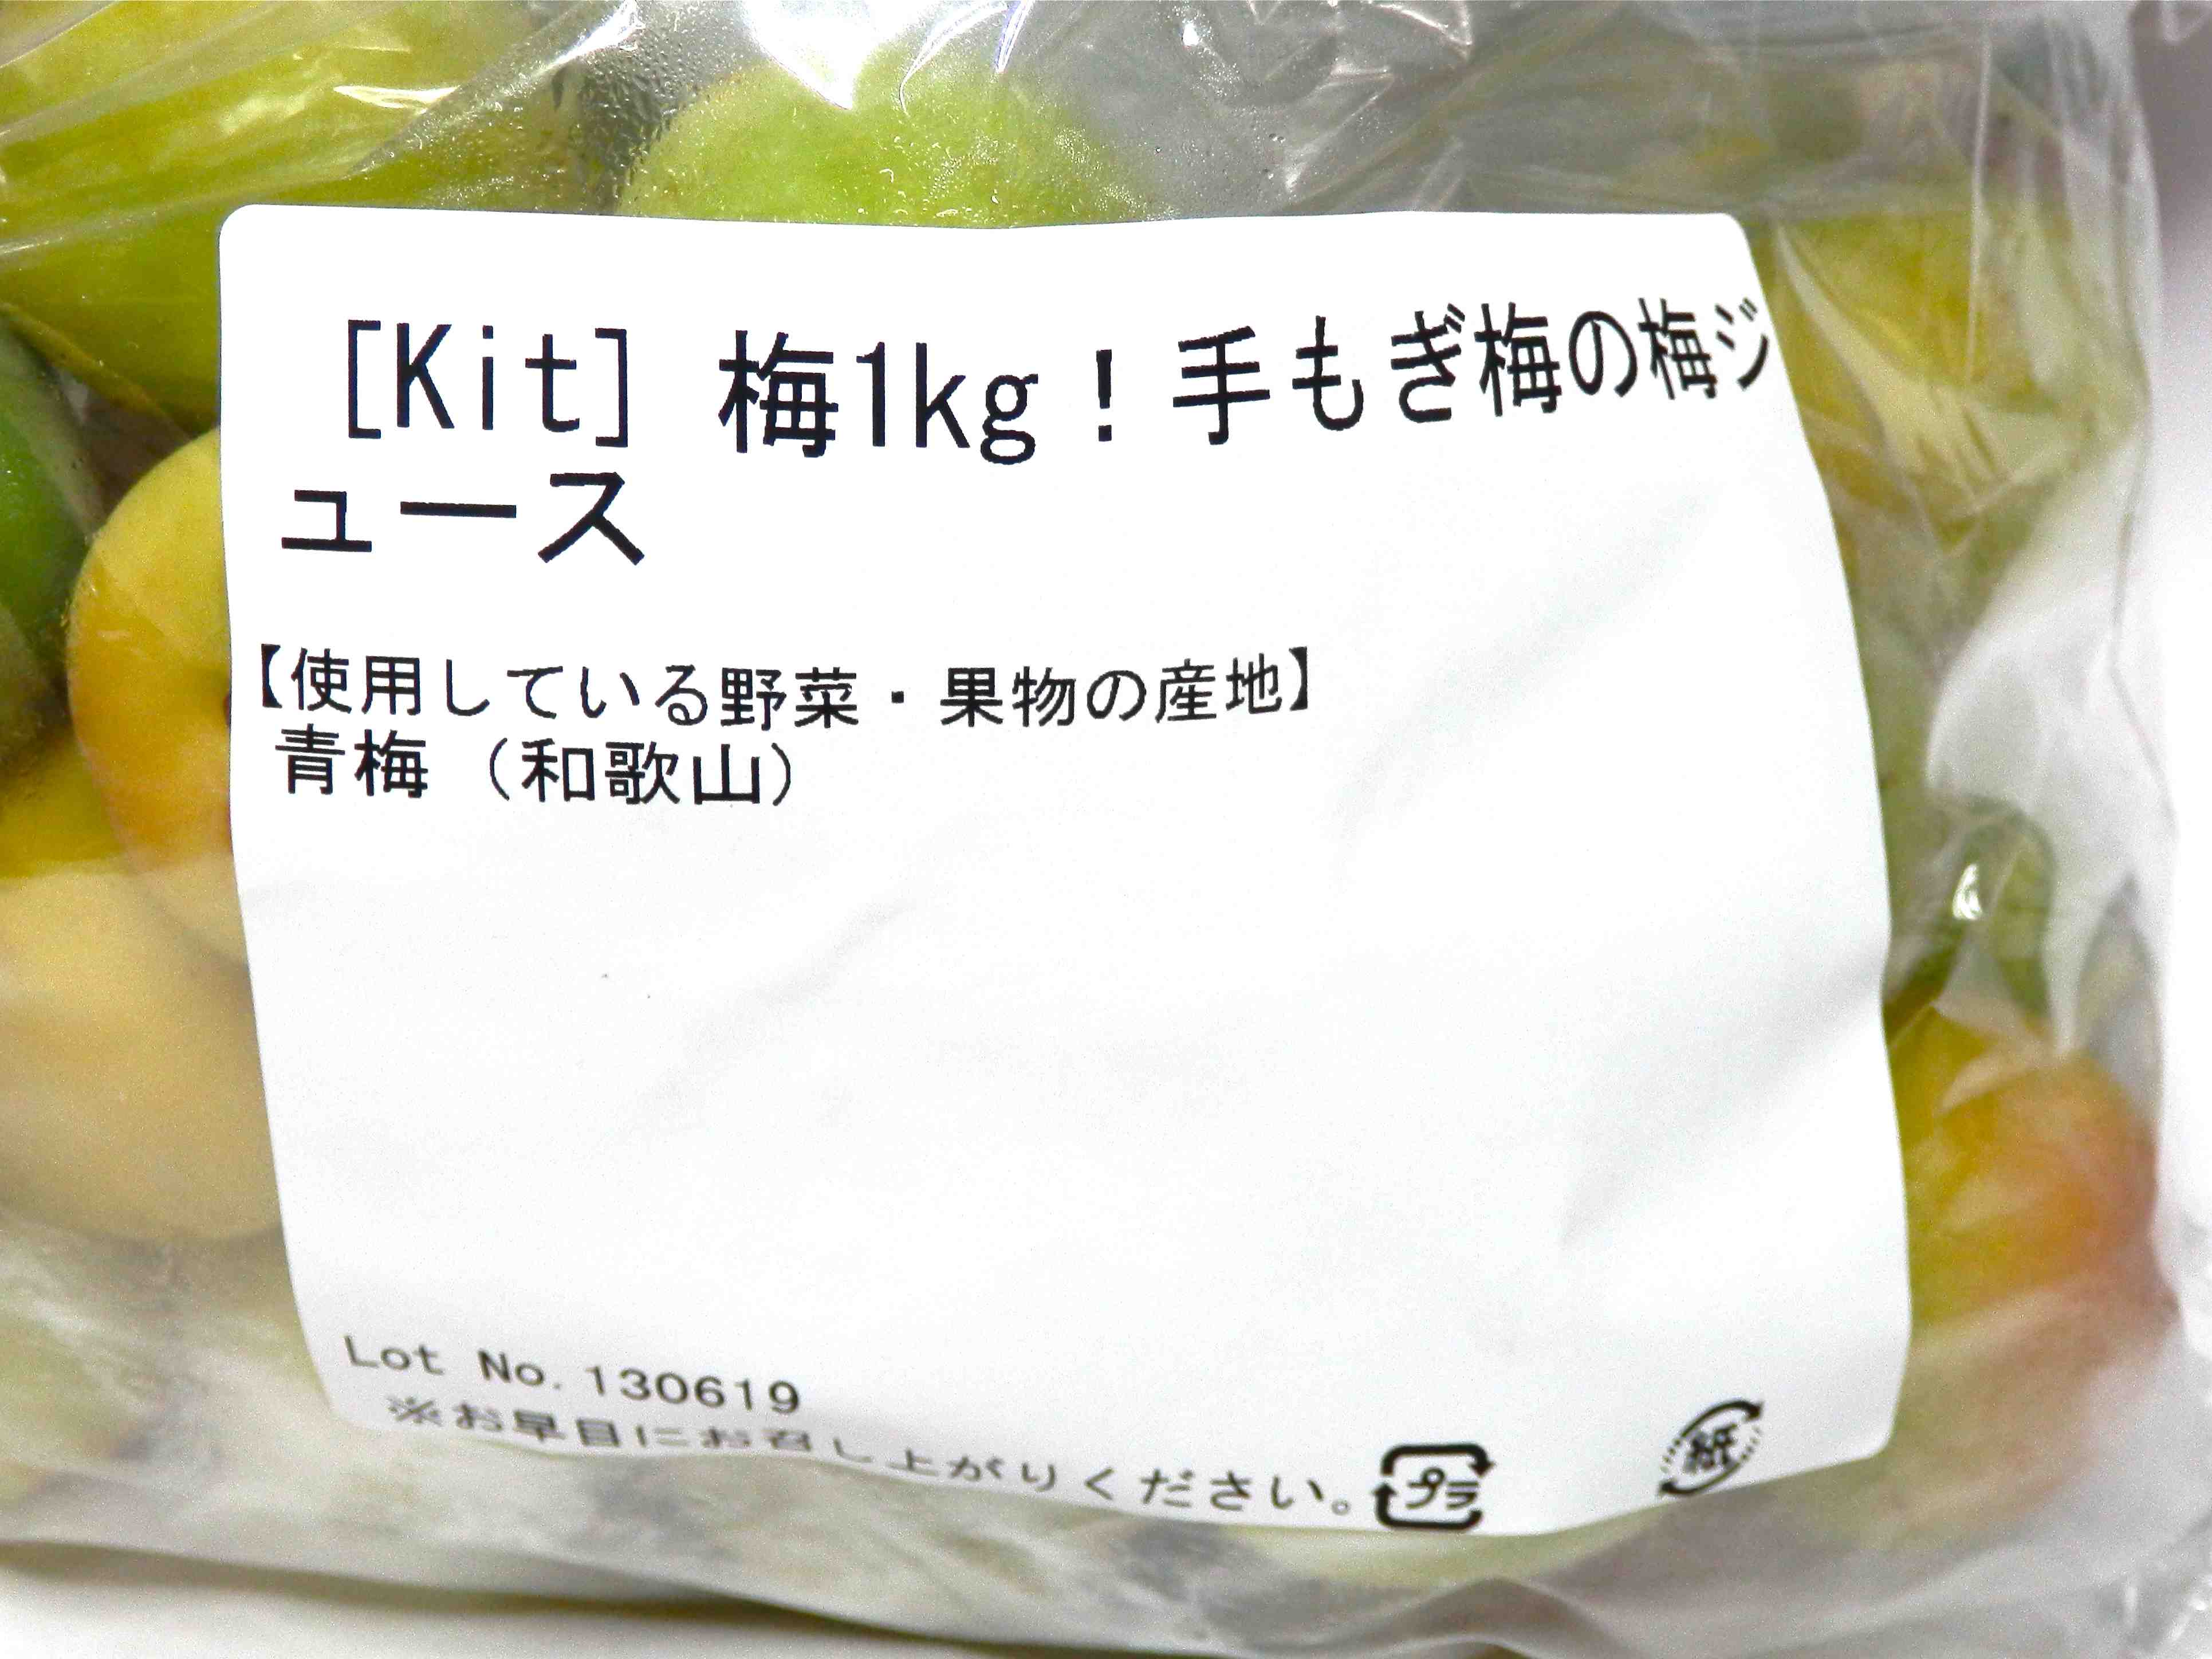 [Kit] 梅1kg！手もぎ梅の梅ジ
ュース
【使用している野菜・果物の産地】
青梅 （和歌山）
Lot No.130619
※お早目にお召し上がりください。
プラ
紙